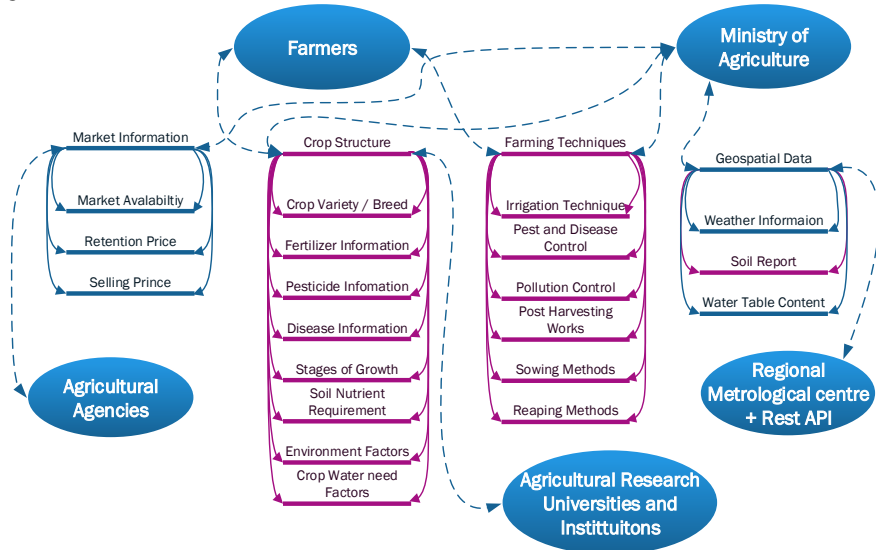 Farmers
Ministry of
Agriculture
Market Information
Market Avalabiltiy
Retention Price
Selling Prince
Crop Structure
Crop Variety / Breed
Fertilizer Information
Pesticide Infomation
Disease Information
Stages of Growth
Soil Nutrient
Requirement
Environment Factors
Crop Water need
Factors
Farming Techniques
Irrigation Technique
Pest and Disease
Control
Pollution Control
Post Harvesting
Works
Sowing Methods
Reaping Methods
Geospatial Data
Weather Informaion
Soil Report
Water Table Content
Agricultural
Agencies
Regional
Metrological centre
+ Rest API
Agricultural Research
Universities and
Instittuitons